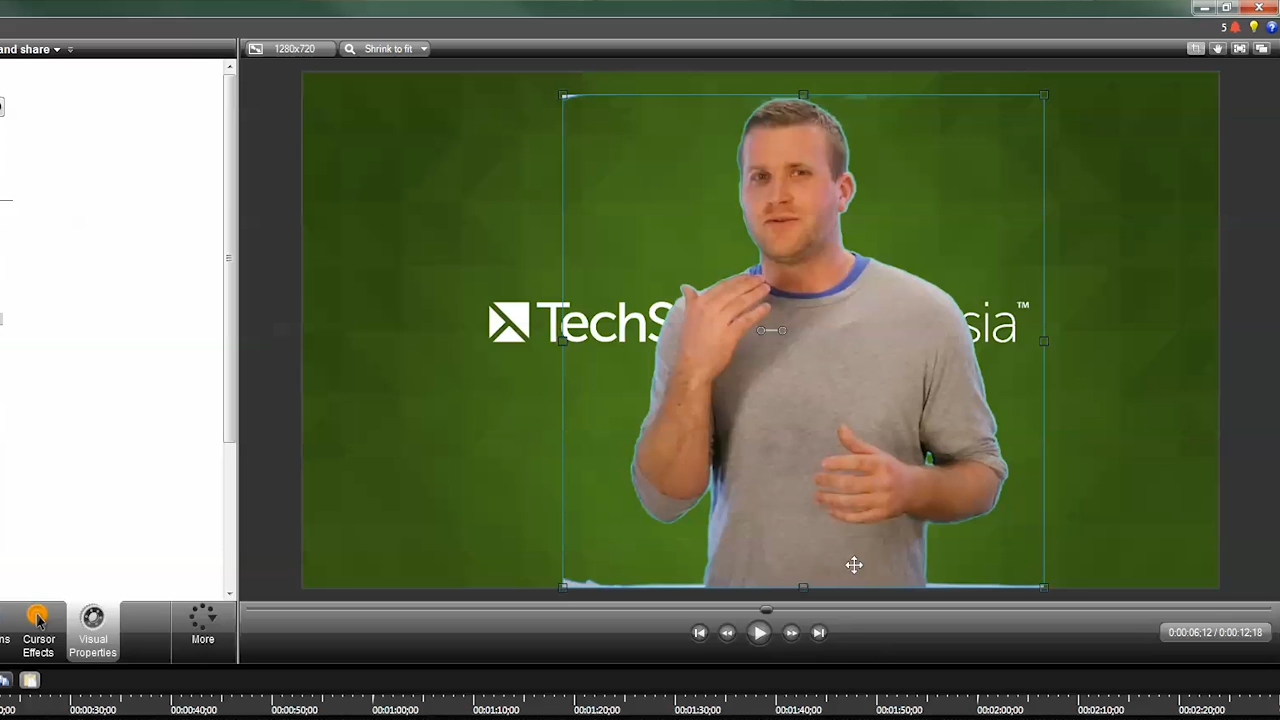 5
and share
1280x720
Shrink to fit
TechS
sia™
ns
Cursor
Effects
Visual
Properties
More
0:00:06;12 / 0:00:12;18
00:00:30;00
00:00:40;00
00:00:50;00
00:01:00;00
00:01:10;00
00:01:20;00
00:01:30;00
00:01:40;00
00:01:50;00
00:02:00;00
00:02:10;00
00:02:20;00